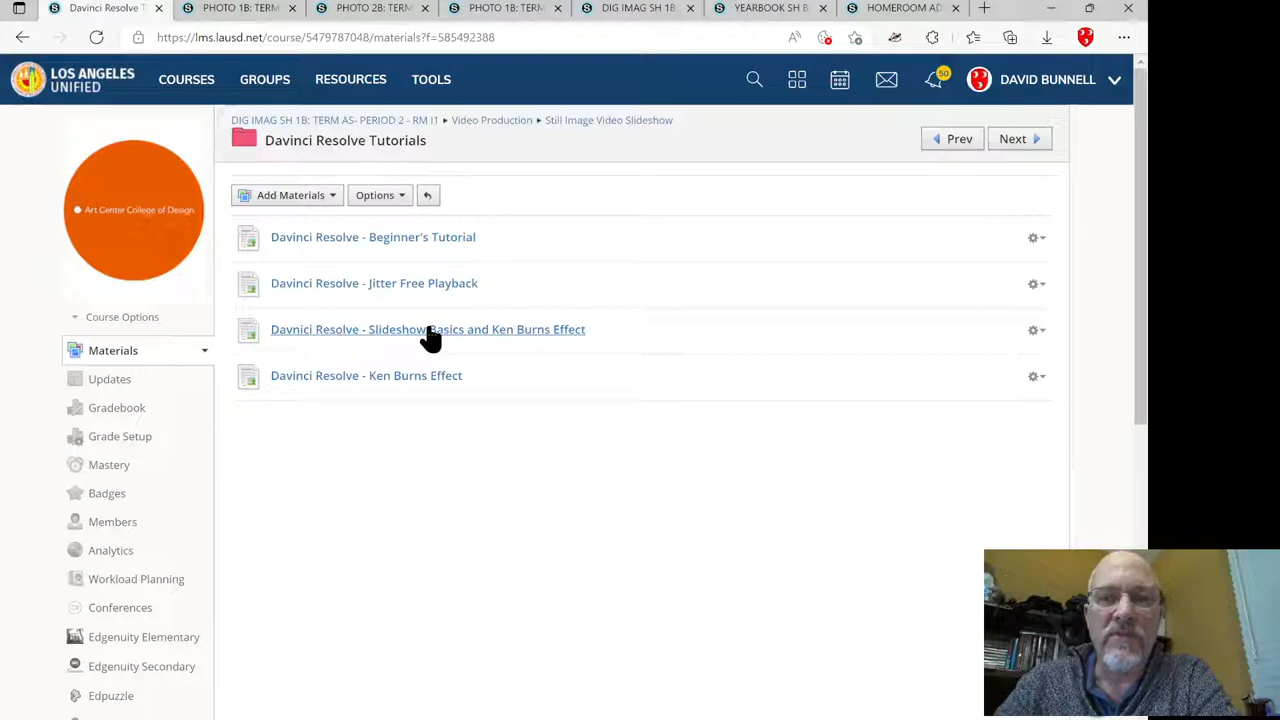 Davinci Resolve T
PHOTO 1B: TERM
PHOTO 2B: TERM
PHOTO 1B: TERM
DIG IMAG SH 1B:
YEARBOOK SH B
HOMEROOM AD
https://lms.lausd.net/course/5479787048/materials?f=585492388
LOS ANGELES
UNIFIED
COURSES
GROUPS
RESOURCES
TOOLS
50
DAVID BUNNELL
DIG IMAG SH 1B: TERM AS- PERIOD 2 - RM I1 ▸ Video Production ▸ Still Image Video Slideshow
Davinci Resolve Tutorials
Prev
Next
Art Center College of Design
Add Materials
Options
Davinci Resolve - Beginner's Tutorial
Davinci Resolve - Jitter Free Playback
Davnici Resolve - Slideshow Basics and Ken Burns Effect
Davinci Resolve - Ken Burns Effect
Course Options
Materials
Updates
Gradebook
Grade Setup
Mastery
Badges
Members
Analytics
Workload Planning
Conferences
Edgenuity Elementary
Edgenuity Secondary
Edpuzzle